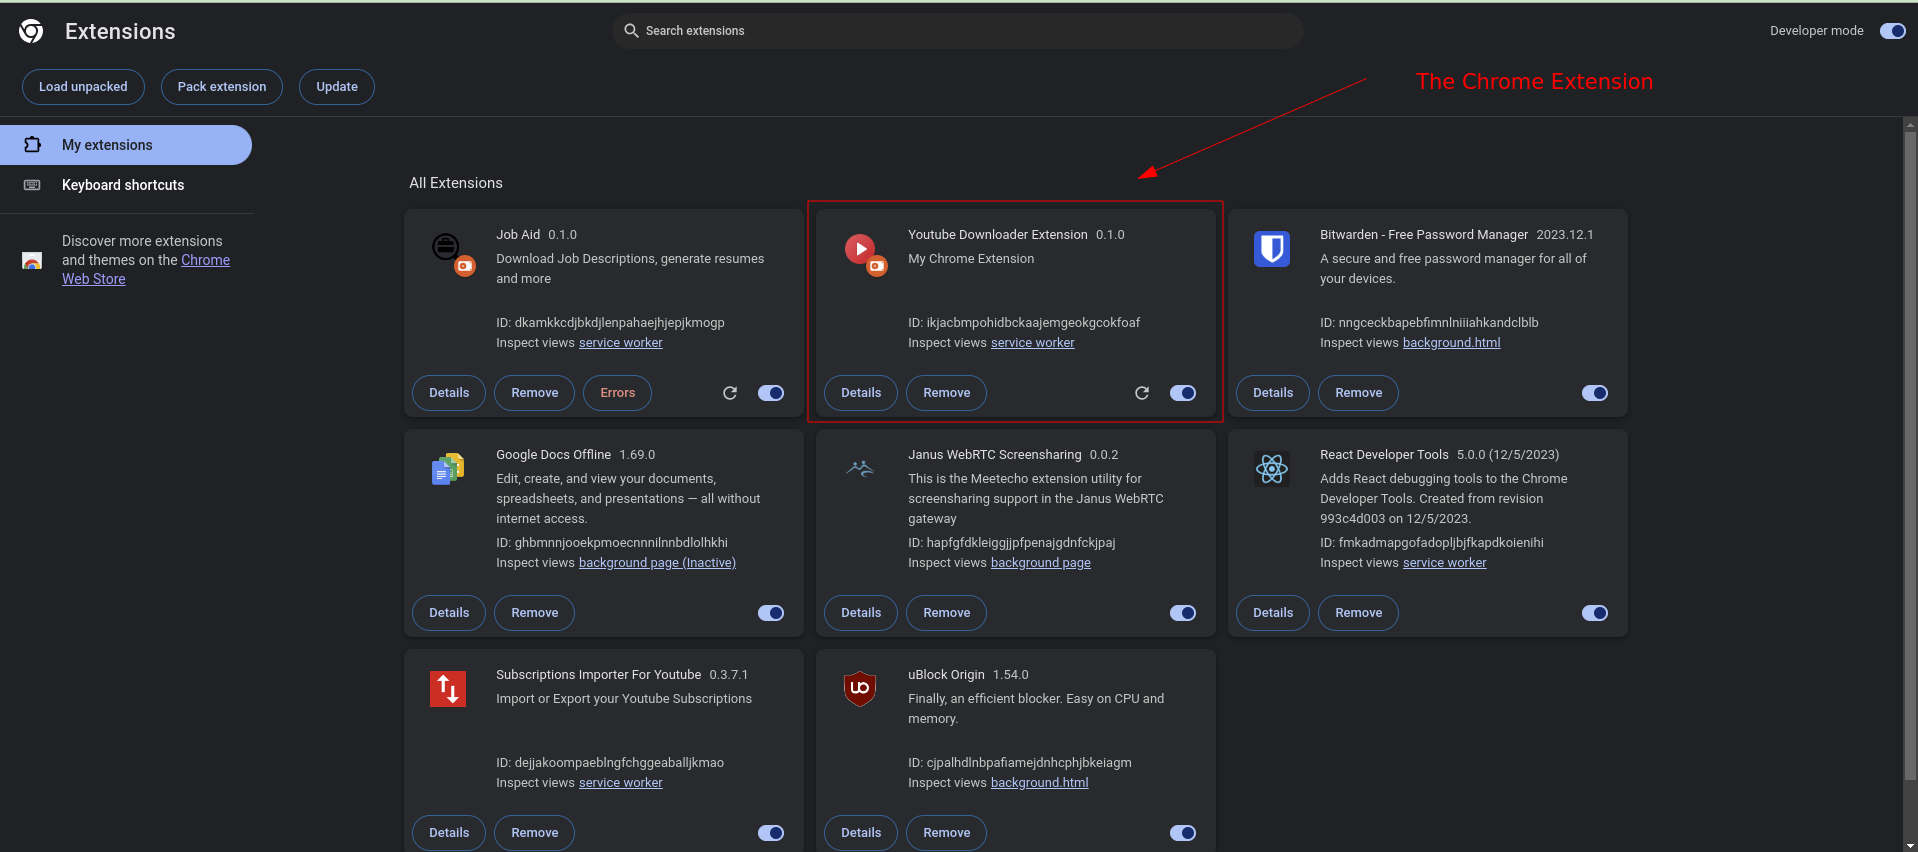 Extensions
Search extensions
Developer mode
Load unpacked
Pack extension
Update
The Chrome Extension
My extensions
Keyboard shortcuts
Discover more extensions
and themes on the Chrome
Web Store
All Extensions
Job Aid 0.1.0
Download Job Descriptions, generate resumes
and more
ID: dkamkkcdjbkdjlenpahaejhjepjkmogp
Inspect views service worker
Details
Remove
Errors
Youtube Downloader Extension 0.1.0
My Chrome Extension
ID: ikjacbmpohidbckaajemgeokgcokfoaf
Inspect views service worker
Details
Remove
Bitwarden - Free Password Manager 2023.12.1
A secure and free password manager for all of
your devices.
ID: nngceckbapebfimnlniiiahkandclblb
Inspect views background.html
Details
Remove
Google Docs Offline 1.69.0
Edit, create, and view your documents,
spreadsheets, and presentations — all without
internet access.
ID: ghbmnnjooekpmoecnnnilnnbdlolhkhi
Inspect views background page (Inactive)
Details
Remove
Janus WebRTC Screensharing 0.0.2
This is the Meetecho extension utility for
screensharing support in the Janus WebRTC
gateway
ID: hapfgfdkleiggjjpfpenajgdnfckjpaj
Inspect views background page
Details
Remove
React Developer Tools 5.0.0 (12/5/2023)
Adds React debugging tools to the Chrome
Developer Tools. Created from revision
993c4d003 on 12/5/2023.
ID: fmkadmapgofadopljbjfkapdkoienihi
Inspect views service worker
Details
Remove
Subscriptions Importer For Youtube 0.3.7.1
Import or Export your Youtube Subscriptions
ID: dejjakoompaeblngfchggeaballjkmao
Inspect views service worker
Details
Remove
uBlock Origin 1.54.0
Finally, an efficient blocker. Easy on CPU and
memory.
ID: cjpalhdlnbpafiamejdnhcphjbkeiagm
Inspect views background.html
Details
Remove